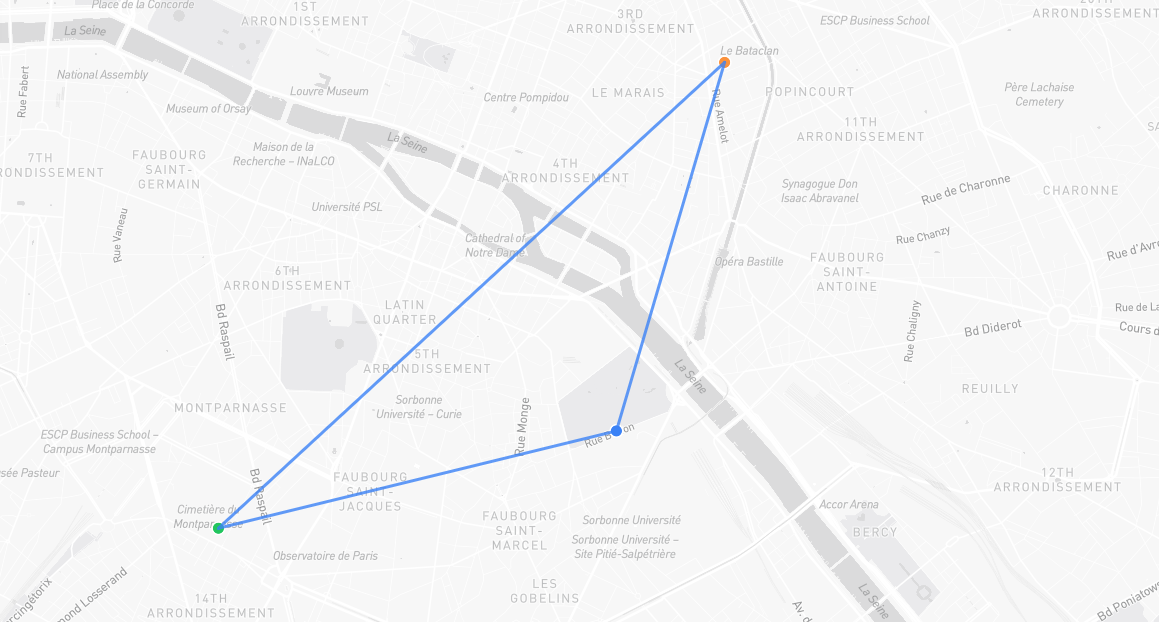 Place de la Concorde
1ST
ARRONDISSEMENT
3RD
ARRONDISSEMENT
ESCP Business School
ARRONDISSEMENT
La Seine
Le Bataclan
National Assembly
Rue Fabert
Louvre Museum
Centre Pompidou
LE MARAIS
POPINCOURT
Père Lachaise
Cemetery
Museum of Orsay
Rue Amelot
11TH
ARRONDISSEMENT
La Seine
Maison de la
Recherche – INaLCO
7TH
RONDISSEMENT
FAUBOURG
SAINT-
GERMAIN
4TH
ARRONDISSEMENT
Synagogue Don
Isaac Abravanel
Rue de Charonne
CHARONNE
Université PSL
Rue Vaneau
Cathedral of
Notre Dame
Rue Chanzy
Rue d'Avro
Opéra Bastille
FAUBOURG
SAINT-
ANTOINE
6TH
ARRONDISSEMENT
LATIN
QUARTER
Bd Raspail
Rue Chaligny
Bd Diderot
Rue de La
Cours d
5TH
ARRONDISSEMENT
La Seine
REUILLY
MONTPARNASSE
Sorbonne
Université – Curie
Rue Monge
Rue B on
ESCP Business School –
Campus Montparnasse
sée Pasteur
Bd Raspail
FAUBOURG
SAINT-
JACQUES
12TH
ARRONDISSEMENT
Cimetière du
Montparnasse
FAUBOURG
SAINT-
MARCEL
Sorbonne Université
Sorbonne Université –
Site Pitié-Salpêtrière
Accor Arena
BERCY
Observatoire de Paris
LES
GOBELINS
14TH
ARRONDISSEMENT
ercingétorix
mond Losserand
Av. d
La Seine
Bd Poniatows